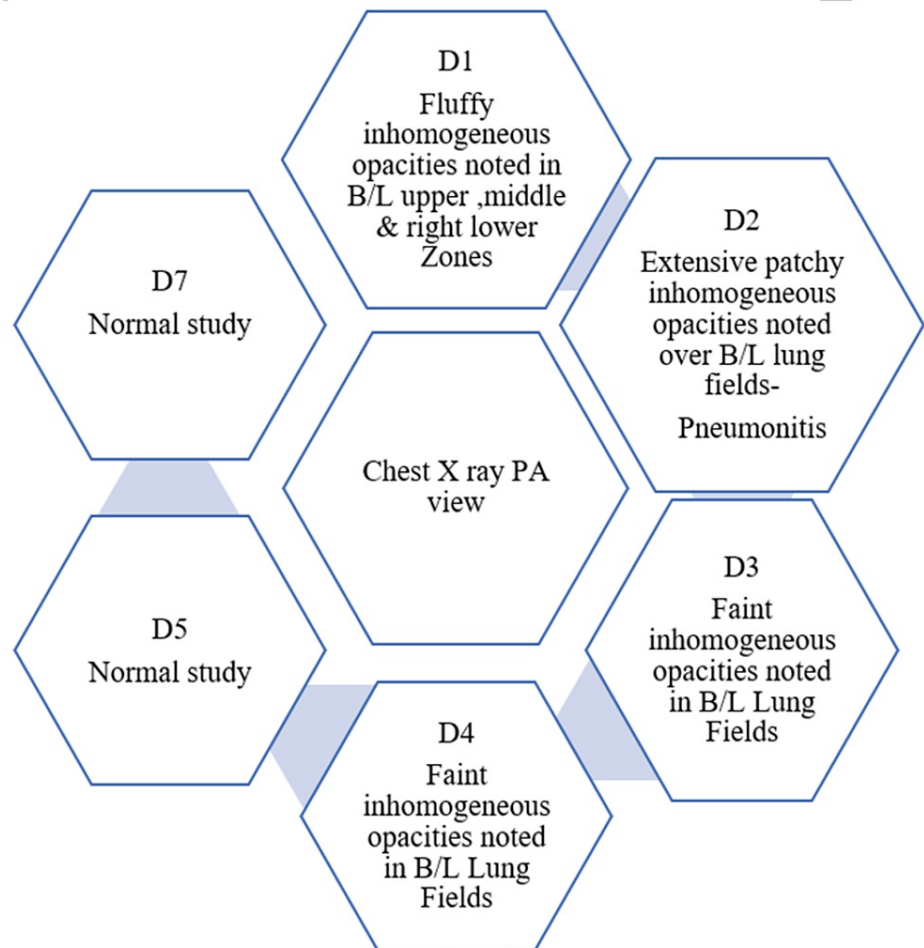 D1
Fluffy
inhomogeneous
opacities noted in
B/L upper ,middle
& right lower
Zones
D2
Extensive patchy
inhomogeneous
opacities noted
over B/L lung
fields-
Pneumonitis
D3
Faint
inhomogeneous
opacities noted
in B/L Lung
Fields
D4
Faint
inhomogeneous
opacities noted
in B/L Lung
Fields
D5
Normal study
D7
Normal study
Chest X ray PA
view